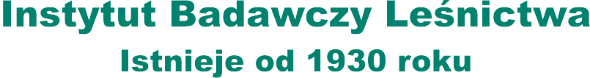 Instytut Badawczy Leśnictwa
Istnieje od 1930 roku